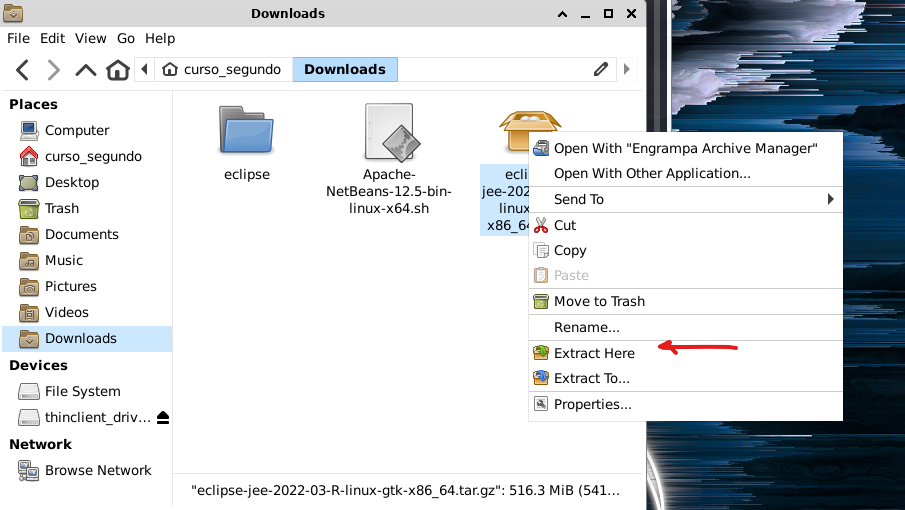 Downloads
File Edit View Go Help
curso_segundo Downloads
Places
Computer
curso_segundo
Desktop
Trash
Documents
Music
Pictures
Videos
Downloads
Devices
File System
thinclient_driv...
Network
Browse Network
eclipse
Apache-
NetBeans-12.5-bin-
linux-x64.sh
ecli
jee-202
linux
x86_64
Open With "Engrampa Archive Manager"
Open With Other Application...
Send To
Cut
Copy
Paste
Move to Trash
Rename...
Extract Here
Extract To...
Properties...
"eclipse-jee-2022-03-R-linux-gtk-x86_64.tar.gz": 516.3 MiB (541...